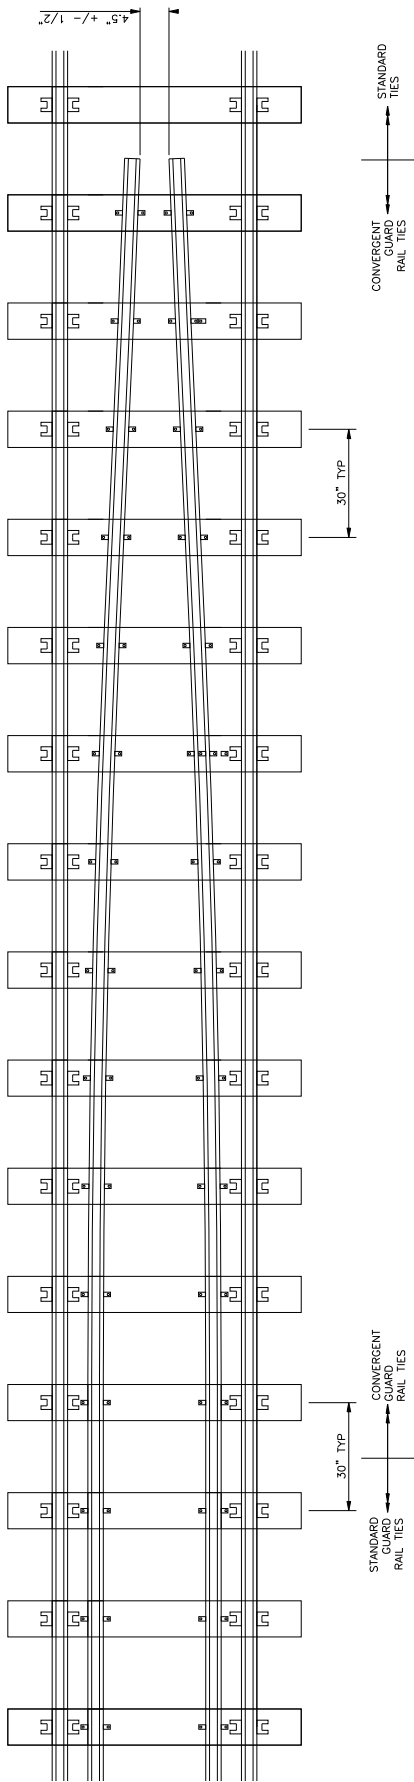 4.5" +/- 1/2"
STANDARD
TIES
CONVERGENT
GUARD
RAIL TIES
30" TYP
CONVERGENT
GUARD
RAIL TIES
30" TYP
STANDARD
GUARD
RAIL TIES